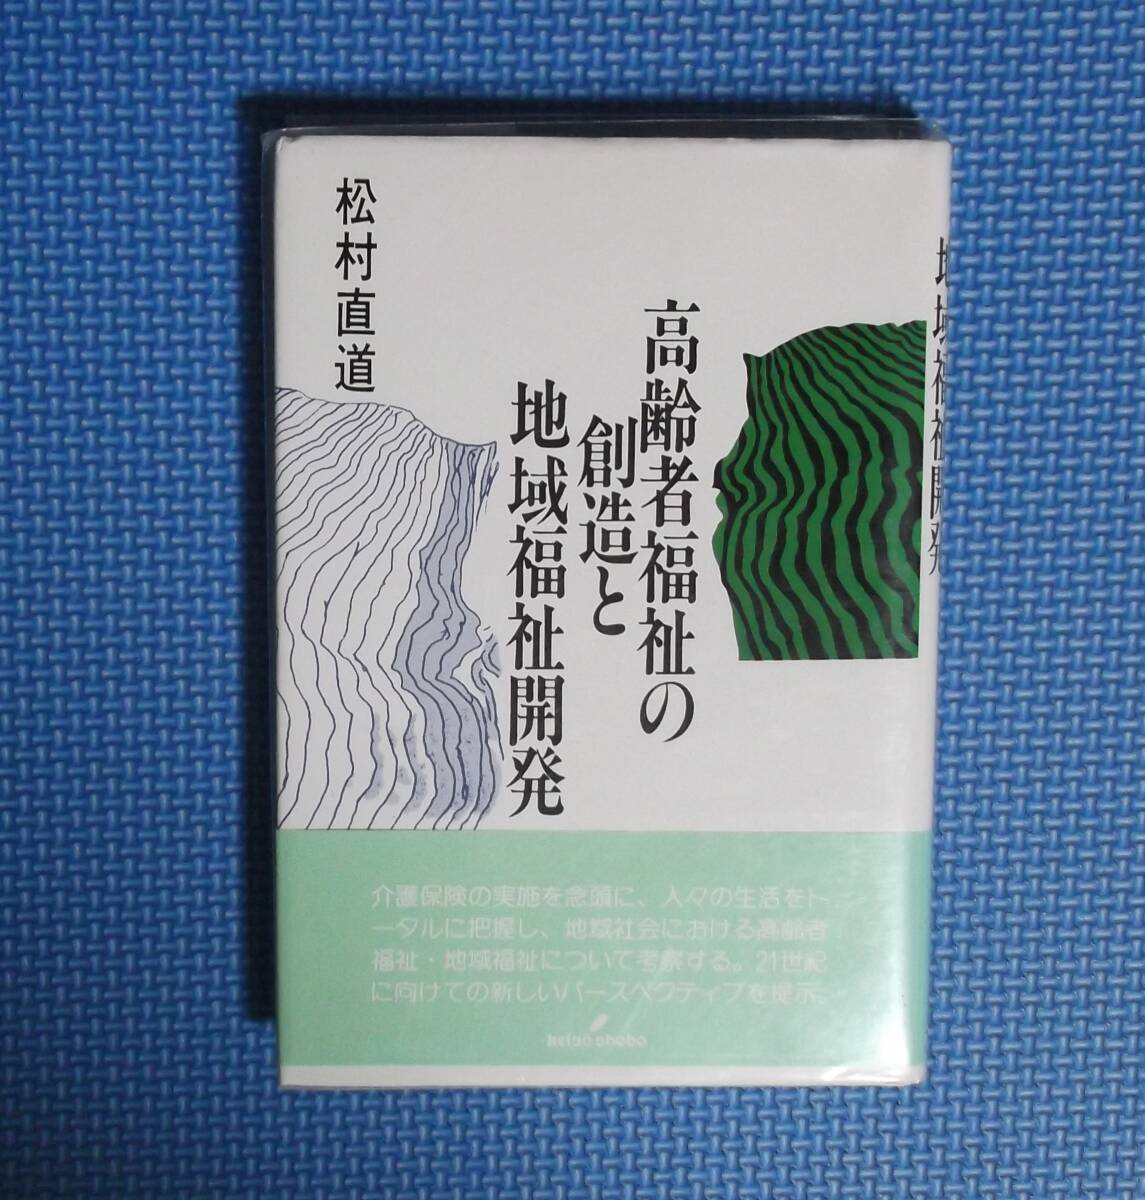 松村直道
高齢者福祉の
創造と
地域福祉開発
地域福祉開発
介護保険の実施を念頭に、人々の生活をト
ータルに把握し、地域社会における高齢者
福祉・地域福祉について考察する。21世紀
に向けての新しいパースペクティブを提示。
keiso shobo